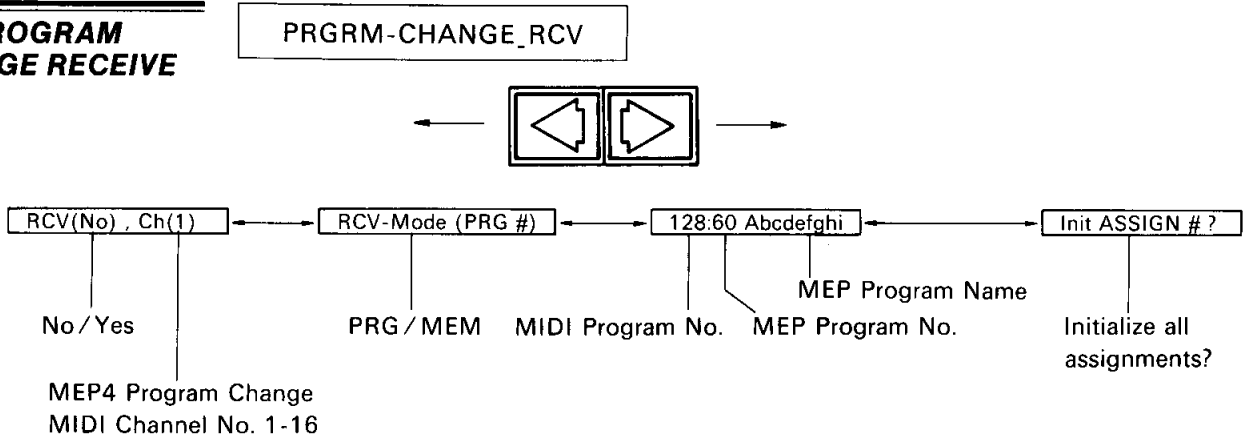 ROGRAM
GE RECEIVE
PRGRM-CHANGE_RCV
RCV(No) , Ch(1)
RCV-Mode (PRG #)
128:60 Abcdefghi
Init ASSIGN # ?
No/Yes
MEP4 Program Change
MIDI Channel No. 1-16
PRG/MEM
MIDI Program No.
MEP Program No.
MEP Program Name
Initialize all
assignments?